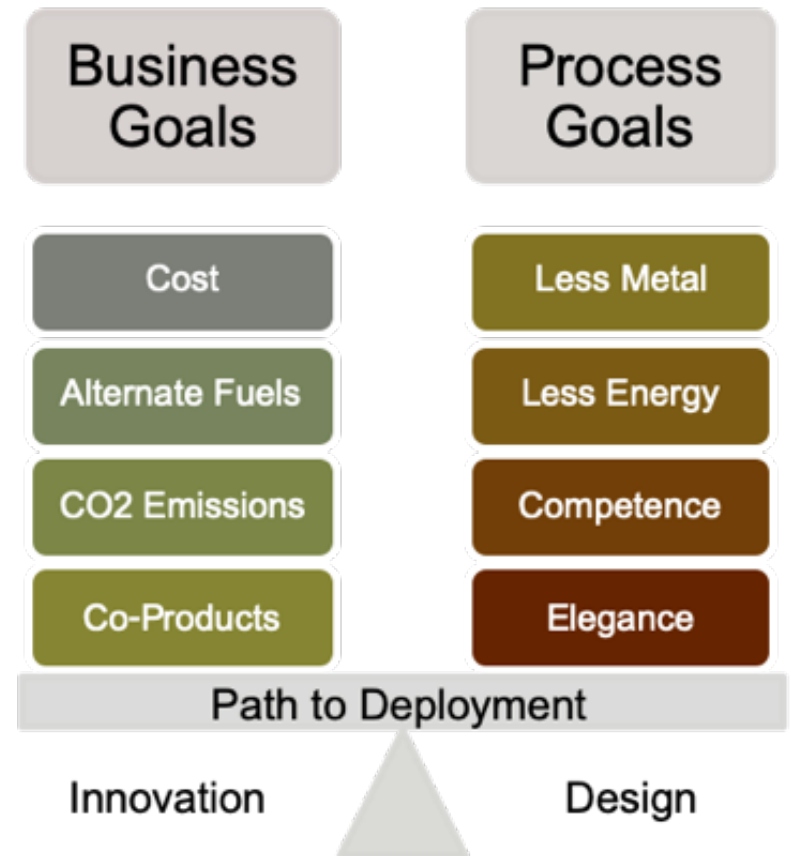 Business
Goals
Cost
Alternate Fuels
CO2 Emissions
Co-Products
Process
Goals
Less Metal
Less Energy
Competence
Elegance
Path to Deployment
Innovation
Design